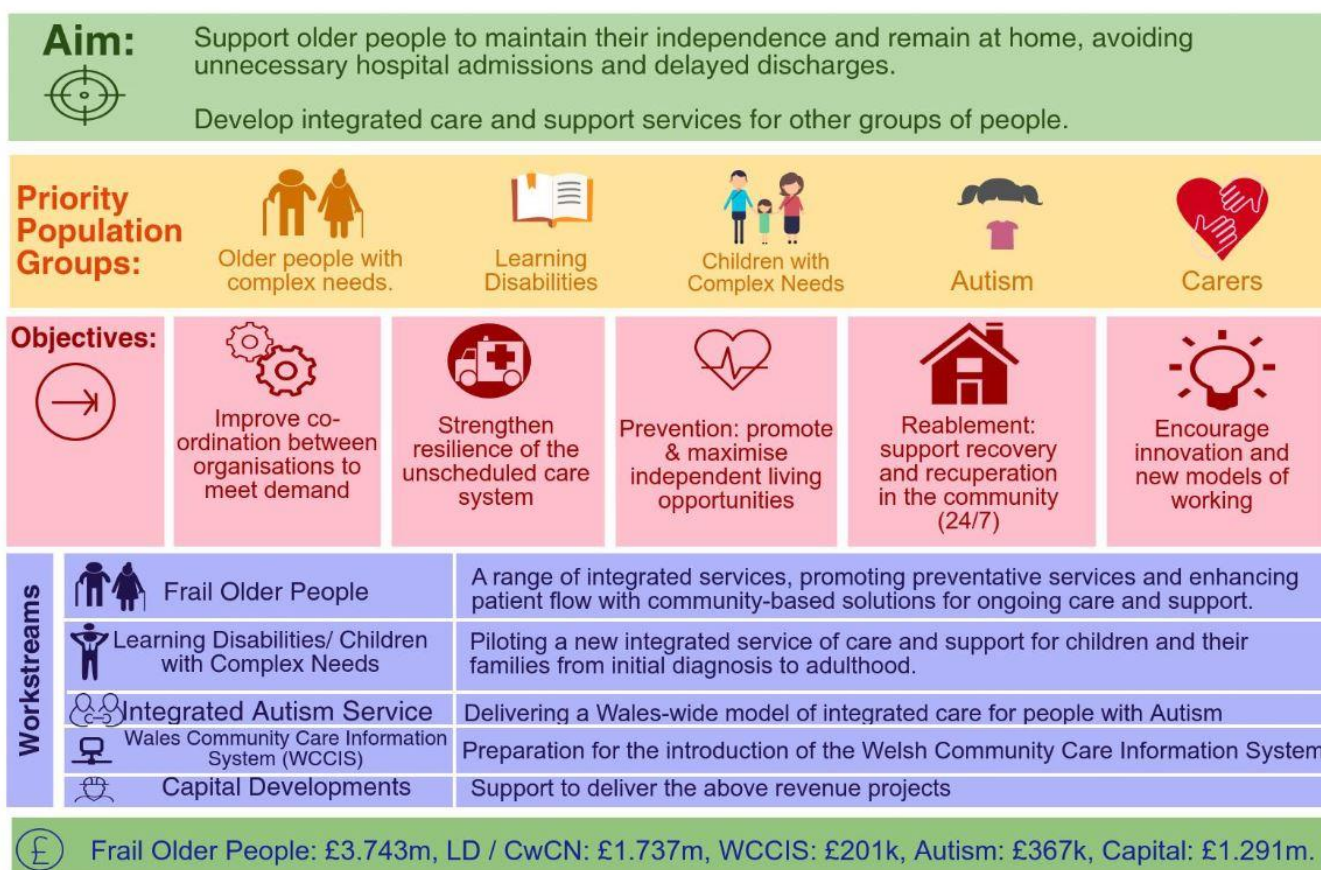 Aim:
Support older people to maintain their independence and remain at home, avoiding
unnecessary hospital admissions and delayed discharges.
Develop integrated care and support services for other groups of people.
Priority
Population
Groups:
Older people with
complex needs.
Learning
Disabilities
Children with
Complex Needs
Autism
Carers
Objectives:
Improve co-
ordination between
organisations to
meet demand
Strengthen
resilience of the
unscheduled care
system
Prevention: promote
& maximise
independent living
opportunities
Reablement:
support recovery
and recuperation
in the community
(24/7)
Encourage
innovation and
new models of
working
Workstreams
Frail Older People
A range of integrated services, promoting preventative services and enhancing
patient flow with community-based solutions for ongoing care and support.
Learning Disabilities/ Children
with Complex Needs
Piloting a new integrated service of care and support for children and their
families from initial diagnosis to adulthood.
Integrated Autism Service
Delivering a Wales-wide model of integrated care for people with Autism
Wales Community Care Information
System (WCCIS)
Preparation for the introduction of the Welsh Community Care Information System
Capital Developments
Support to deliver the above revenue projects
£
Frail Older People: £3.743m, LD / CwCN: £1.737m, WCCIS: £201k, Autism: £367k, Capital: £1.291m.